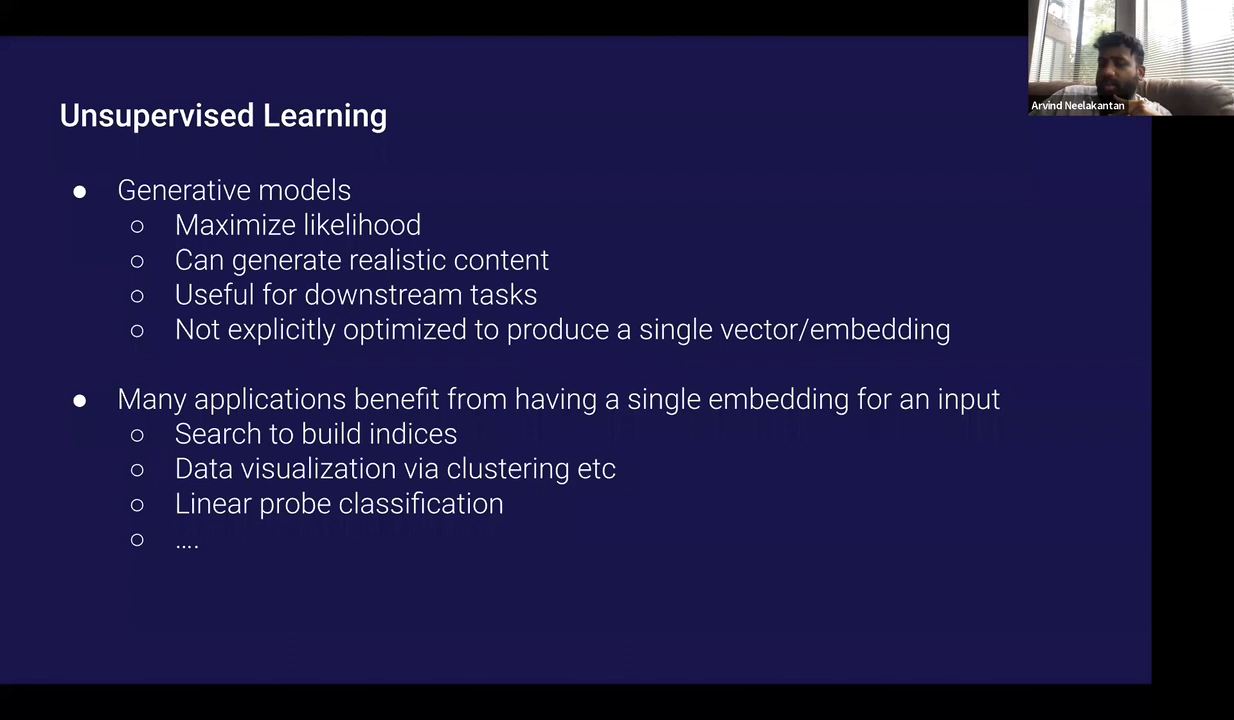 Arvind Neelakantan
Unsupervised Learning
● Generative models
○ Maximize likelihood
○ Can generate realistic content
○ Useful for downstream tasks
○ Not explicitly optimized to produce a single vector/embedding
● Many applications benefit from having a single embedding for an input
○ Search to build indices
○ Data visualization via clustering etc
○ Linear probe classification
○ ....